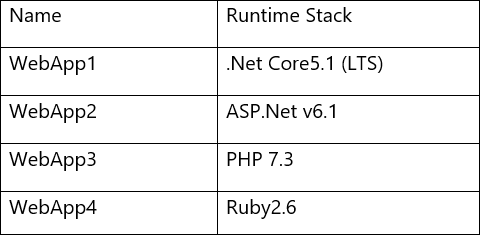 Name Runtime Stack
WebApp1 .Net Core5.1 (LTS)
WebApp2 ASP.Net v6.1
WebApp3 PHP 7.3
WebApp4 Ruby2.6